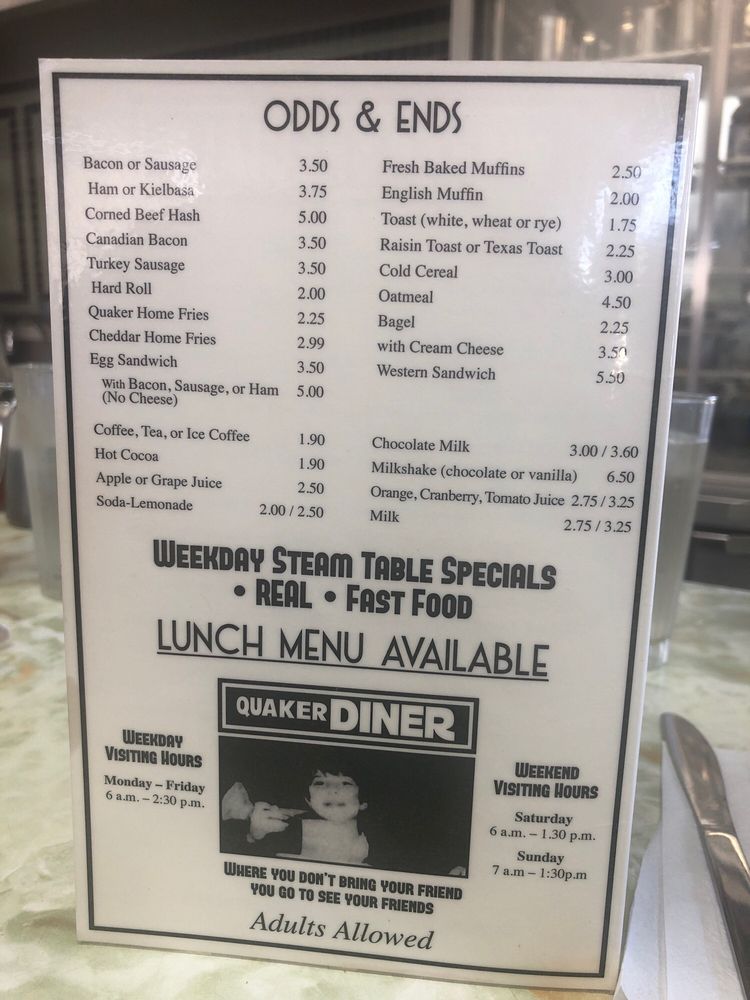 ODDS & ENDS
Bacon or Sausage 3.50
Ham or Kielbasa 3.75
Corned Beef Hash 5.00
Canadian Bacon 3.50
Turkey Sausage 3.50
Hard Roll 2.00
Quaker Home Fries 2.25
Cheddar Home Fries 2.99
Egg Sandwich 3.50
With Bacon, Sausage, or Ham 5.00
(No Cheese)
Fresh Baked Muffins 2.50
English Muffin 2.00
Toast (white, wheat or rye) 1.75
Raisin Toast or Texas Toast 2.25
Cold Cereal 3.00
Oatmeal 4.50
Bagel 2.25
with Cream Cheese 3.50
Western Sandwich 5.50
Coffee, Tea, or Ice Coffee 1.90
Hot Cocoa 1.90
Apple or Grape Juice 2.50
Soda-Lemonade 2.00 / 2.50
Chocolate Milk 3.00 / 3.60
Milkshake (chocolate or vanilla) 6.50
Orange, Cranberry, Tomato Juice 2.75 / 3.25
Milk 2.75 / 3.25
WEEKDAY STEAM TABLE SPECIALS
• REAL • FAST FOOD
LUNCH MENU AVAILABLE
QUAKER DINER
WEEKDAY
VISITING HOURS
Monday – Friday
6 a.m. – 2:30 p.m.
WEEKEND
VISITING HOURS
Saturday
6 a.m. – 1.30 p.m.
Sunday
7 a.m – 1:30p.m
WHERE YOU DON'T BRING YOUR FRIEND
YOU GO TO SEE YOUR FRIENDS
Adults Allowed